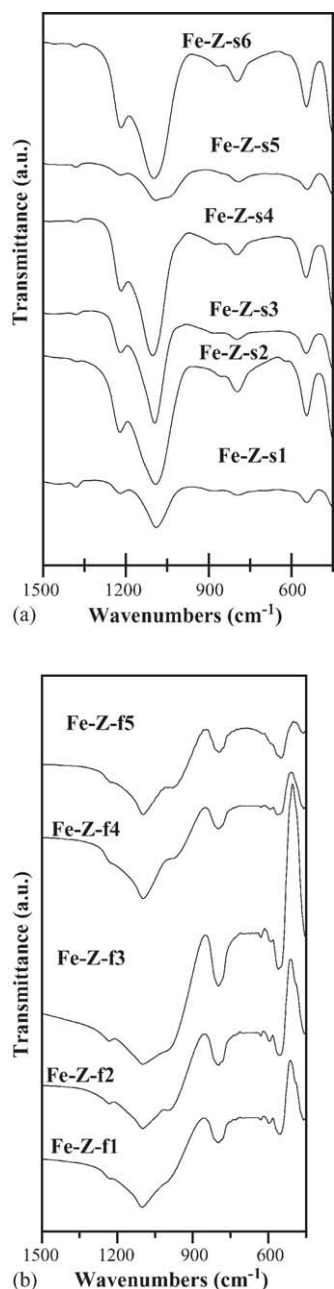 Fe-Z-s6
Fe-Z-s5
Fe-Z-s4
Fe-Z-s3
Fe-Z-s2
Fe-Z-s1
Transmittance (a.u.)
1500 1200 900 600
(a) Wavenumbers (cm⁻¹)
Fe-Z-f5
Fe-Z-f4
Fe-Z-f3
Fe-Z-f2
Fe-Z-f1
Transmittance (a.u.)
1500 1200 900 600
(b) Wavenumbers (cm⁻¹)